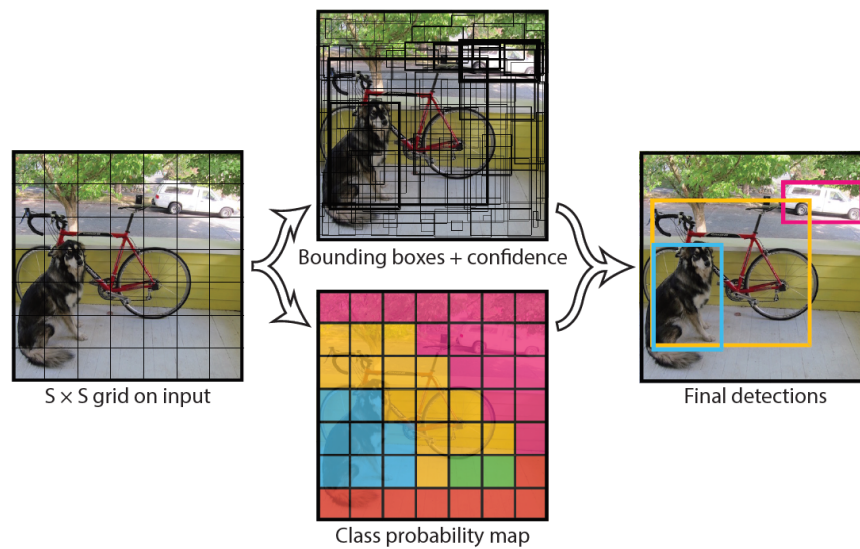 S × S grid on input
Bounding boxes + confidence
Class probability map
Final detections